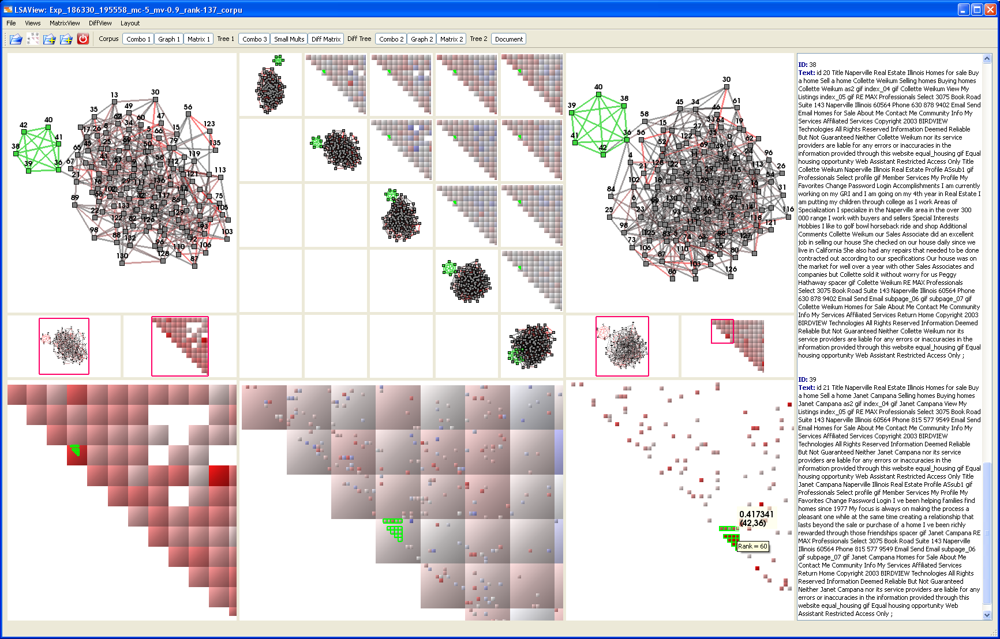 LSAView: Exp_186330_195558_mc-5_mv-0.9_rank-137_corpu
File Views MatrixView DiffView Layout
Corpus Combo 1 Graph 1 Matrix 1 Tree 1 Combo 3 Small Mults Diff Matrix Diff Tree Combo 2 Graph 2 Matrix 2 Tree 2 Document
13
30
35
49
56
42
40
41
38
39
36
67
60
47
123
15
135
17
26
34
66
79
65
25
59
50
43
58
119
21
121
113
16
29
111
136
89
68
133
32
117
86
75
105
22
122
82
126
81
129
93
103
98
88
132
96
72
110
106
130
128
87
30
40
38
39
41
42
36
45
34
61
46
58
15
33
64
19
27
56
122
35
62
52
69
49
4
128
22
96
24
113
26
21
79
29
115
54
102
18
31
84
81
77
16
6
99
130
136
94
114
116
25
23
93
85
20
75
118
121
98
125
83
74
63
127
73
106
110
87
95
80
86
103
126
0.417341
(42,36)
Rank = 60
ID: 38
Text: id 20 Title Naperville Real Estate Illinois Homes for sale Buy
a home Sell a home Collette Weikum Selling homes Buying homes
Collette Weikum as2 gif index_04 gif Collette Weikum View My
Listings index_05 gif RE MAX Professionals Select 3075 Book Road
Suite 143 Naperville Illinois 60564 Phone 630 878 9402 Email Send
Email Homes for Sale About Me Contact Me Community Info My
Services Affiliated Services Copyright 2003 BIRDVIEW
Technologies All Rights Reserved Information Deemed Reliable
But Not Guaranteed Neither Collette Weikum nor its service
providers are liable for any errors or inaccuracies in the
information provided through this website equal_housing gif Equal
housing opportunity Web Assistant Restricted Access Only Title
Collette Weikum Naperville Illinois Real Estate Profile ASsub1 gif
Professionals Select profile gif Member Services My Profile My
Favorites Change Password Login Accomplishments I am currently
working on my GRI and I am going on my 4th year in Real Estate I
am putting my children through college as I work Areas of
Specialization I specialize in the Naperville area in the over 300
000 range I work with buyers and sellers Special Interests
Hobbies I like to golf bowl horseback ride and shop Additional
Comments Collette Weikum our Sales Associate did an excellent
job in selling our house She checked on our house daily since we
live in California She also had any repairs that needed to be done
contracted out according to our specifications Our house was on
the market for well over a year with other Sales Associates and
companies but Collette sold it without worry for us Peggy
Hathaway spacer gif Collette Weikum RE MAX Professionals
Select 3075 Book Road Suite 143 Naperville Illinois 60564 Phone
630 878 9402 Email Send Email subpage_06 gif subpage_07 gif
Collette Weikum Homes for Sale About Me Contact Me Community
Info My Services Affiliated Services Return Home Copyright 2003
BIRDVIEW Technologies All Rights Reserved Information Deemed
Reliable But Not Guaranteed Neither Collette Weikum nor its
service providers are liable for any errors or inaccuracies in the
information provided through this website equal_housing gif Equal
housing opportunity Web Assistant Restricted Access Only ;
ID: 39
Text: id 21 Title Naperville Real Estate Illinois Homes for sale Buy
a home Sell a home Janet Campana Selling homes Buying homes
Janet Campana as2 gif index_04 gif Janet Campana View My
Listings index_05 gif RE MAX Professionals Select 3075 Book Road
Suite 143 Naperville Illinois 60564 Phone 815 577 9549 Email Send
Email Homes for Sale About Me Contact Me Community Info My
Services Affiliated Services Copyright 2003 BIRDVIEW
Technologies All Rights Reserved Information Deemed Reliable
But Not Guaranteed Neither Janet Campana nor its service
providers are liable for any errors or inaccuracies in the
information provided through this website equal_housing gif Equal
housing opportunity Web Assistant Restricted Access Only Title
Janet Campana Naperville Illinois Real Estate Profile ASsub1 gif
Professionals Select profile gif Member Services My Profile My
Favorites Change Password Login I ve been helping families find
homes since 1977 My focus is always on making the process a
pleasant one while at the same time creating a relationship that
lasts beyond the sale or purchase of a home I ve been richly
rewarded through those friendships spacer gif Janet Campana RE
MAX Professionals Select 3075 Book Road Suite 143 Naperville
Illinois 60564 Phone 815 577 9549 Email Send Email subpage_06
gif subpage_07 gif Janet Campana Homes for Sale About Me
Contact Me Community Info My Services Affiliated Services
Return Home Copyright 2003 BIRDVIEW Technologies All Rights
Reserved Information Deemed Reliable But Not Guaranteed
Neither Janet Campana nor its service providers are liable for any
errors or inaccuracies in the information provided through this
website equal_housing gif Equal housing opportunity Web
Assistant Restricted Access Only ;